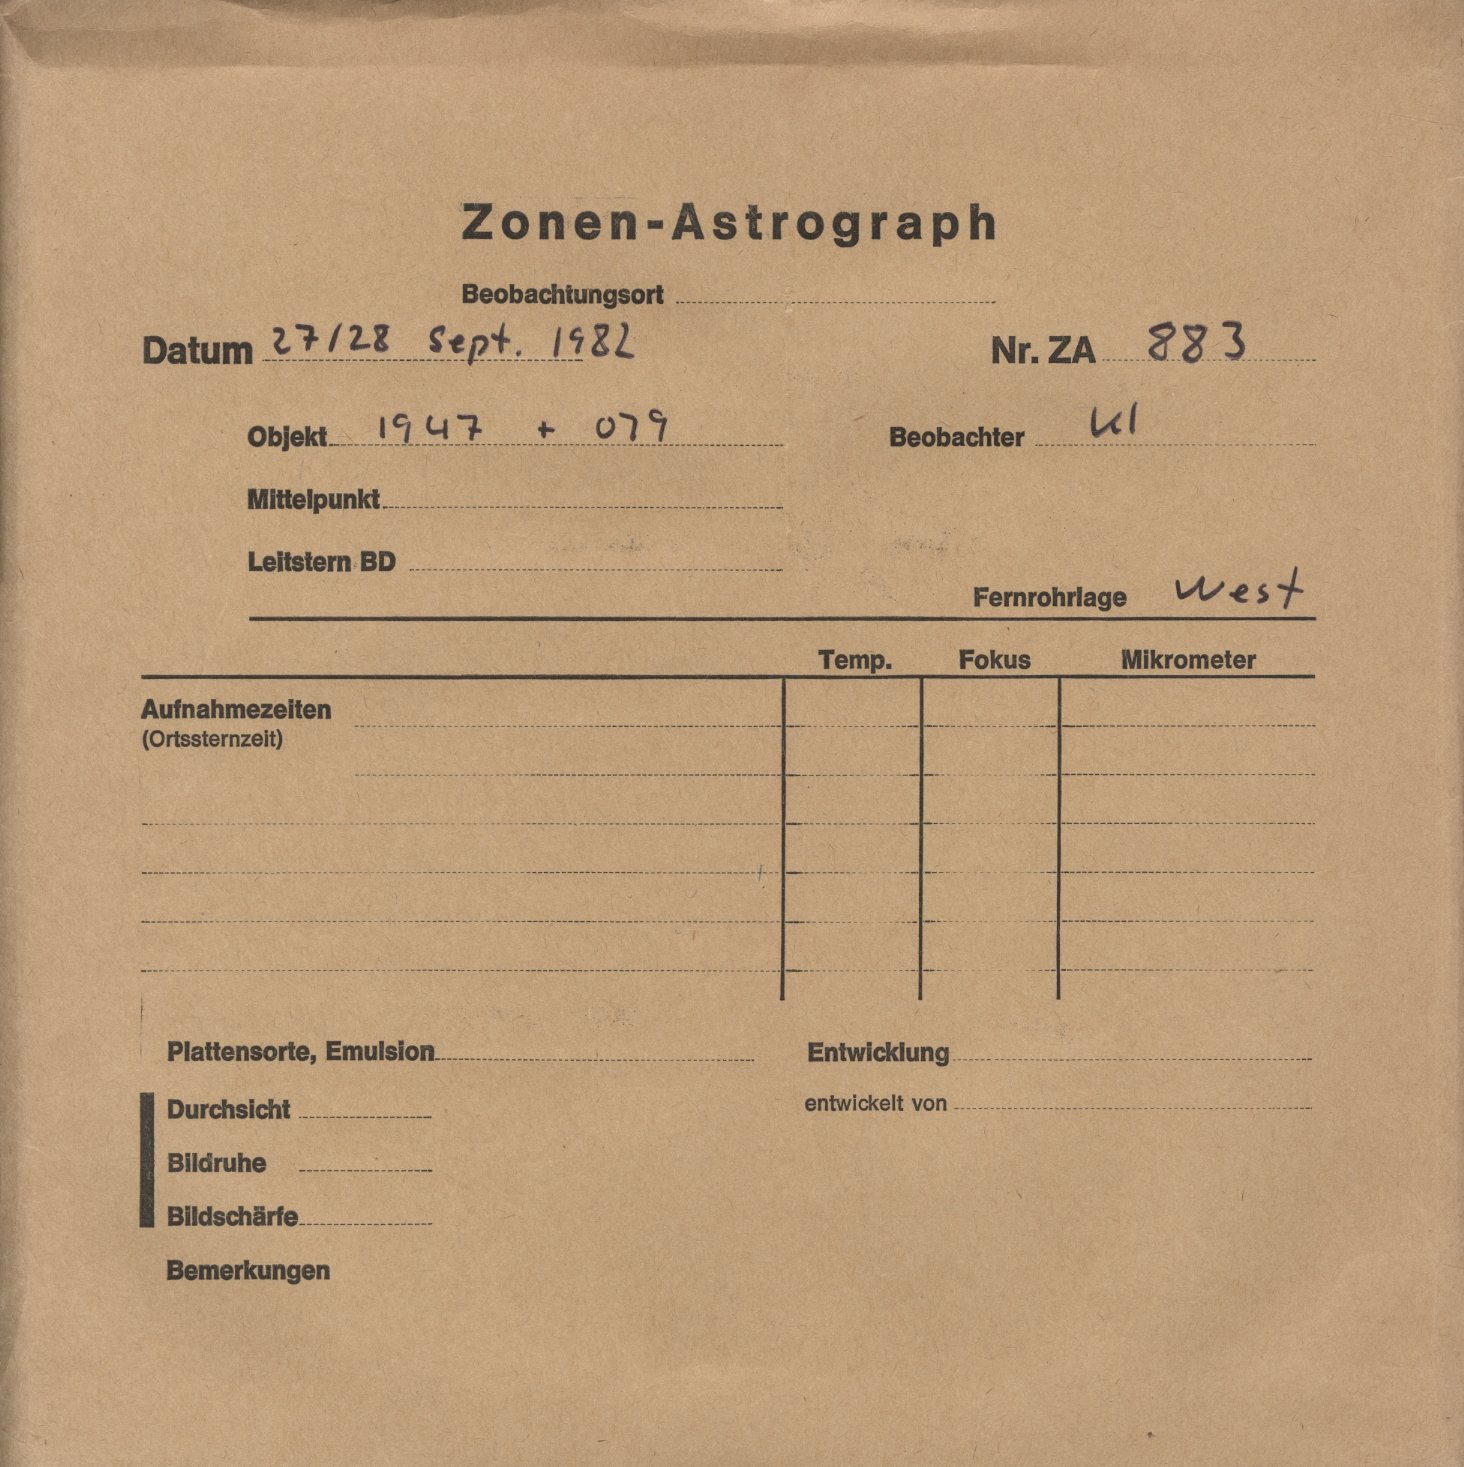 Zonen-Astrograph
Beobachtungsort
Datum 27/28 Sept. 1982 Nr. ZA 883
Objekt 1947 + 079 Beobachter Kl
Mittelpunkt
Leitstern BD
Fernrohrlage West
Temp. Fokus Mikrometer
Aufnahmezeiten
(Ortssternzeit)
Plattensorte, Emulsion Entwicklung
Durchsicht entwickelt von
Bildruhe
Bildschärfe
Bemerkungen